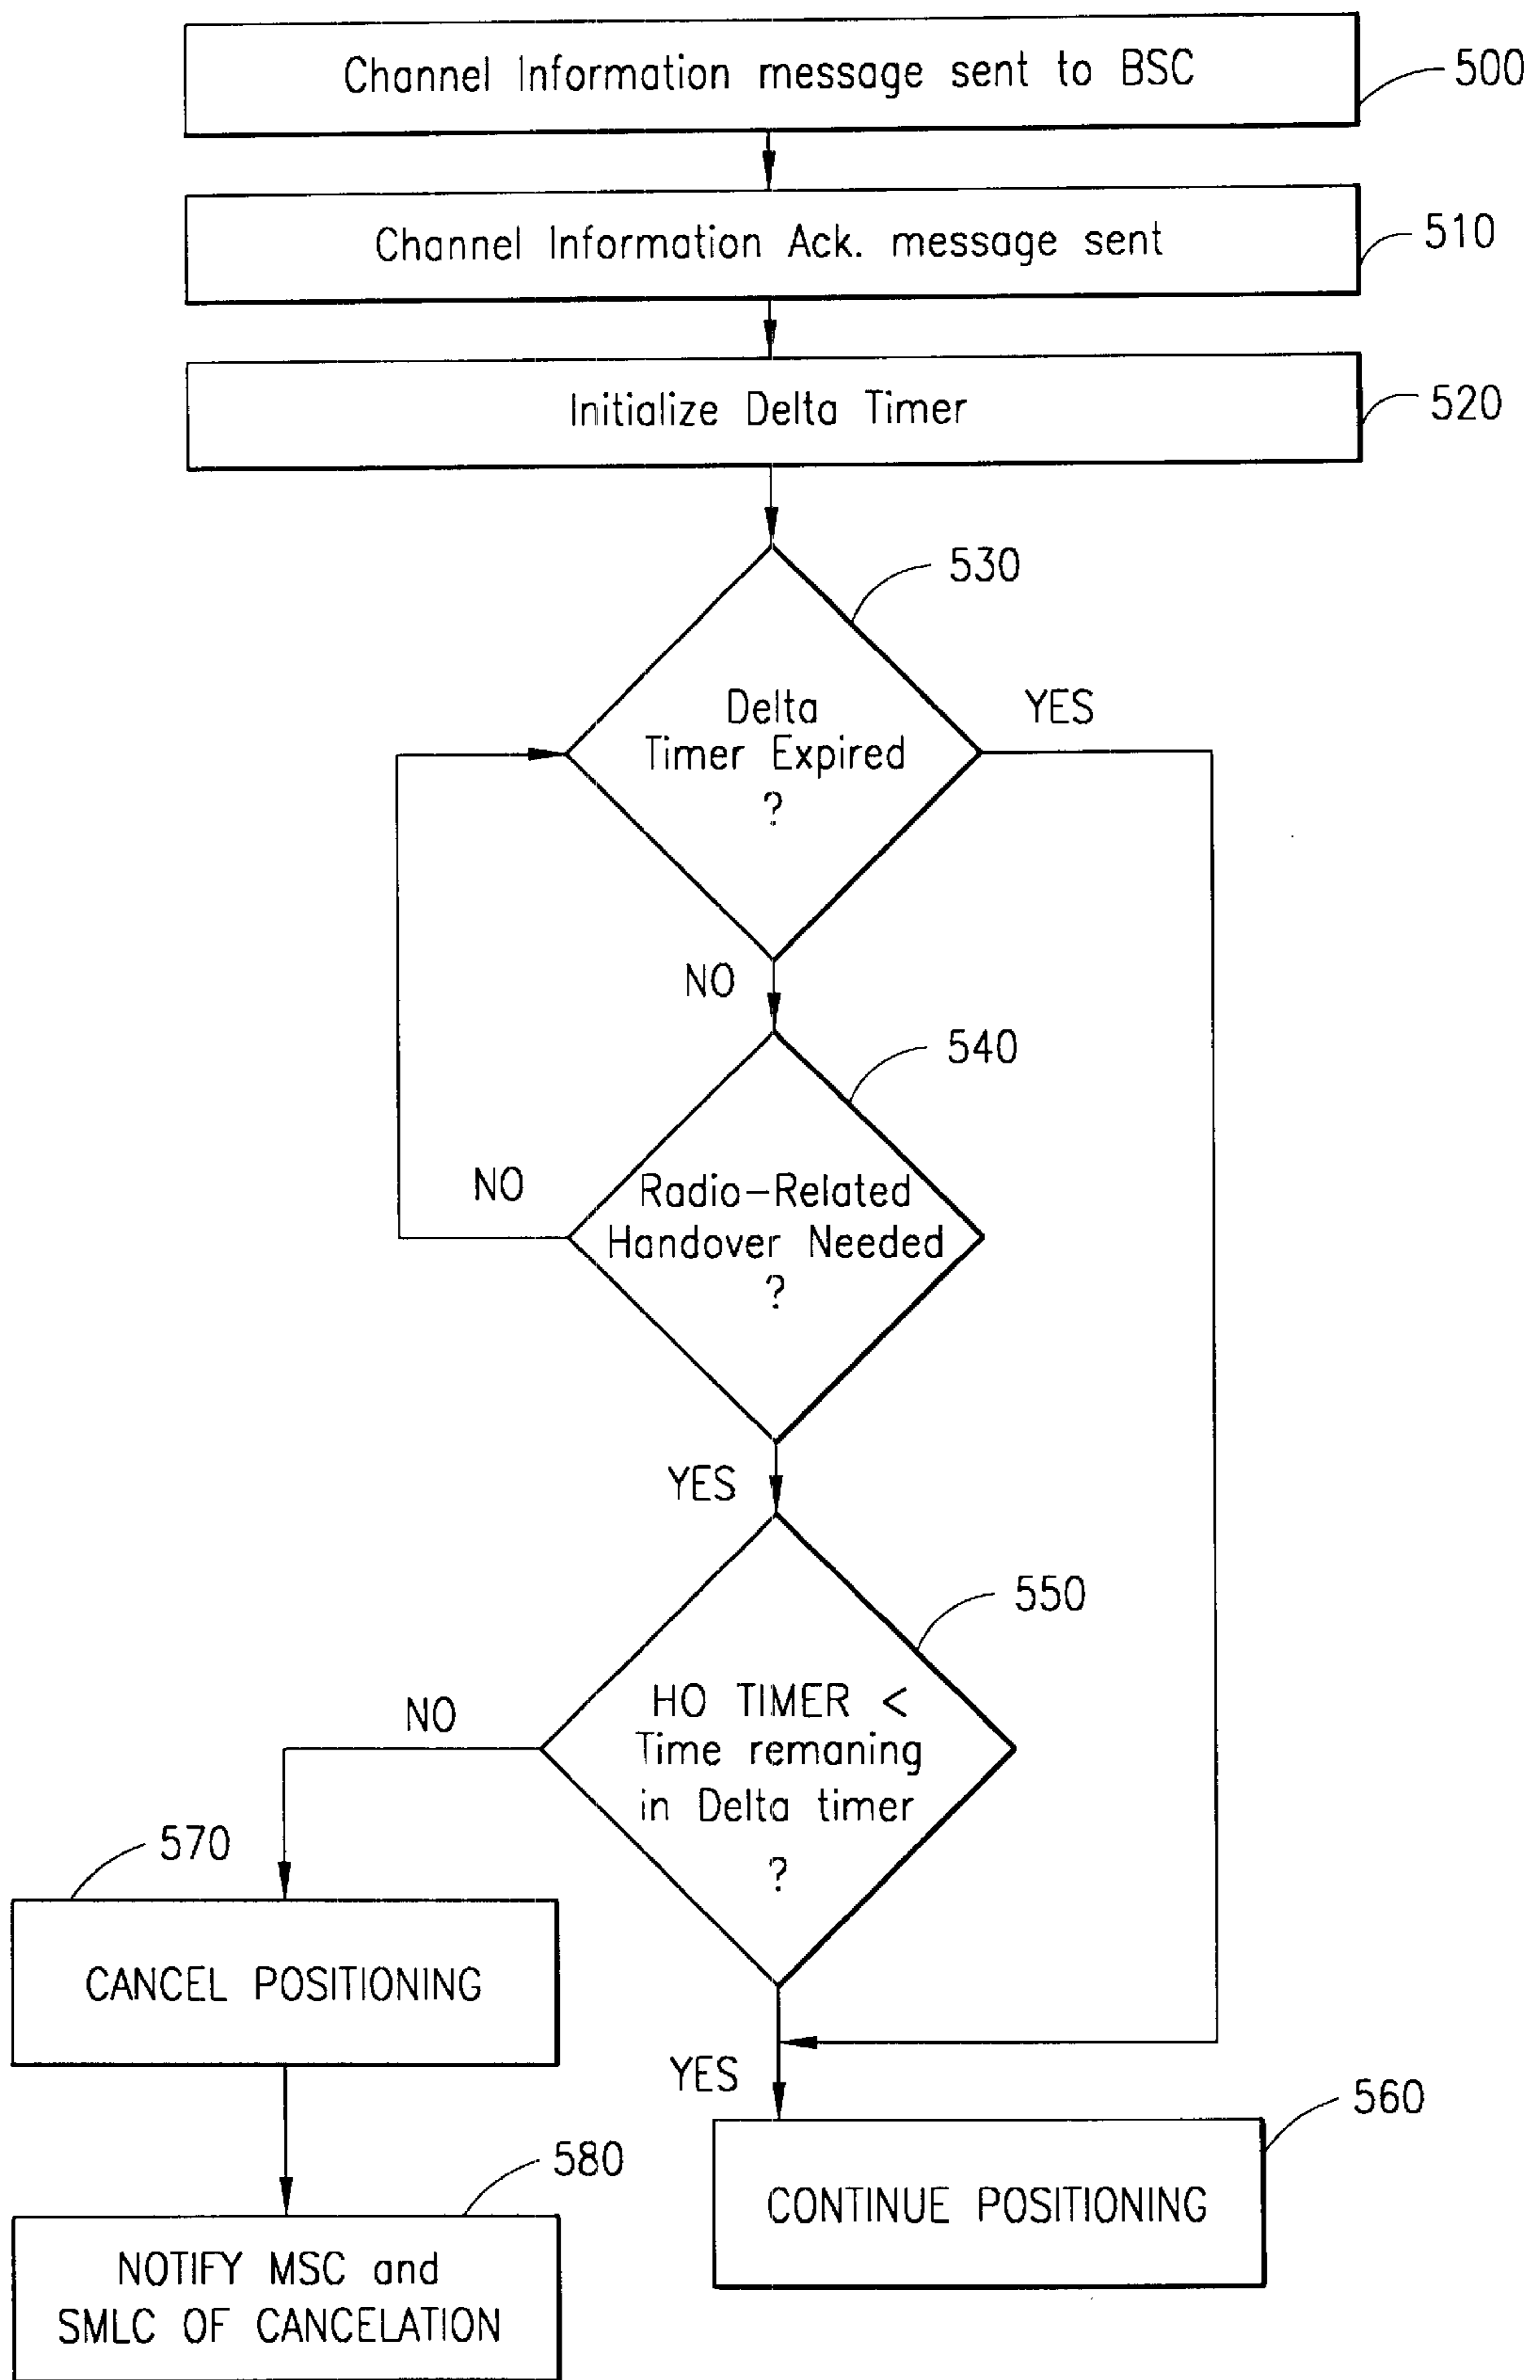 Channel Information message sent to BSC
500
Channel Information Ack. message sent
510
Initialize Delta Timer
520
530
Delta
Timer Expired
?
YES
NO
540
Radio-Related
Handover Needed
?
NO
YES
550
HO TIMER <
Time remaning
in Delta timer
?
NO
570
CANCEL POSITIONING
YES
560
CONTINUE POSITIONING
580
NOTIFY MSC and
SMLC OF CANCELATION